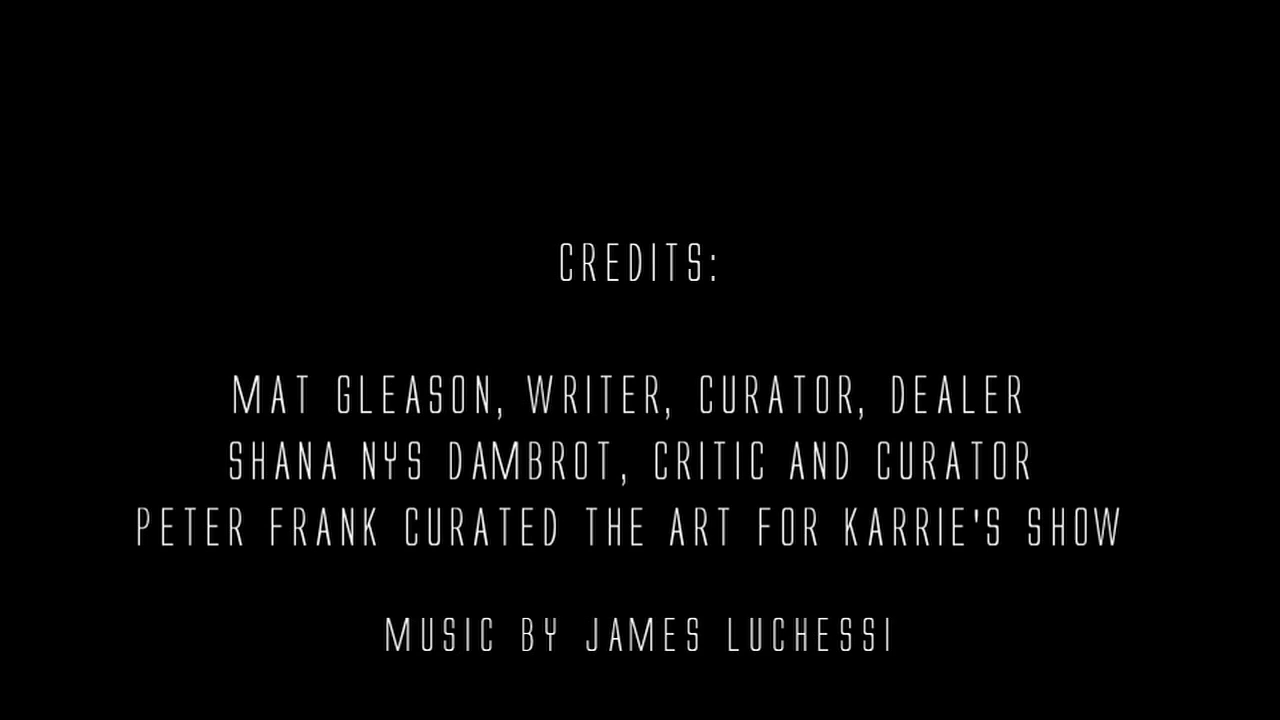 CREDITS:
MAT GLEASON, WRITER, CURATOR, DEALER
SHANA NYS DAMBROT, CRITIC AND CURATOR
PETER FRANK CURATED THE ART FOR KARRIE'S SHOW
MUSIC BY JAMES LUCHESSI